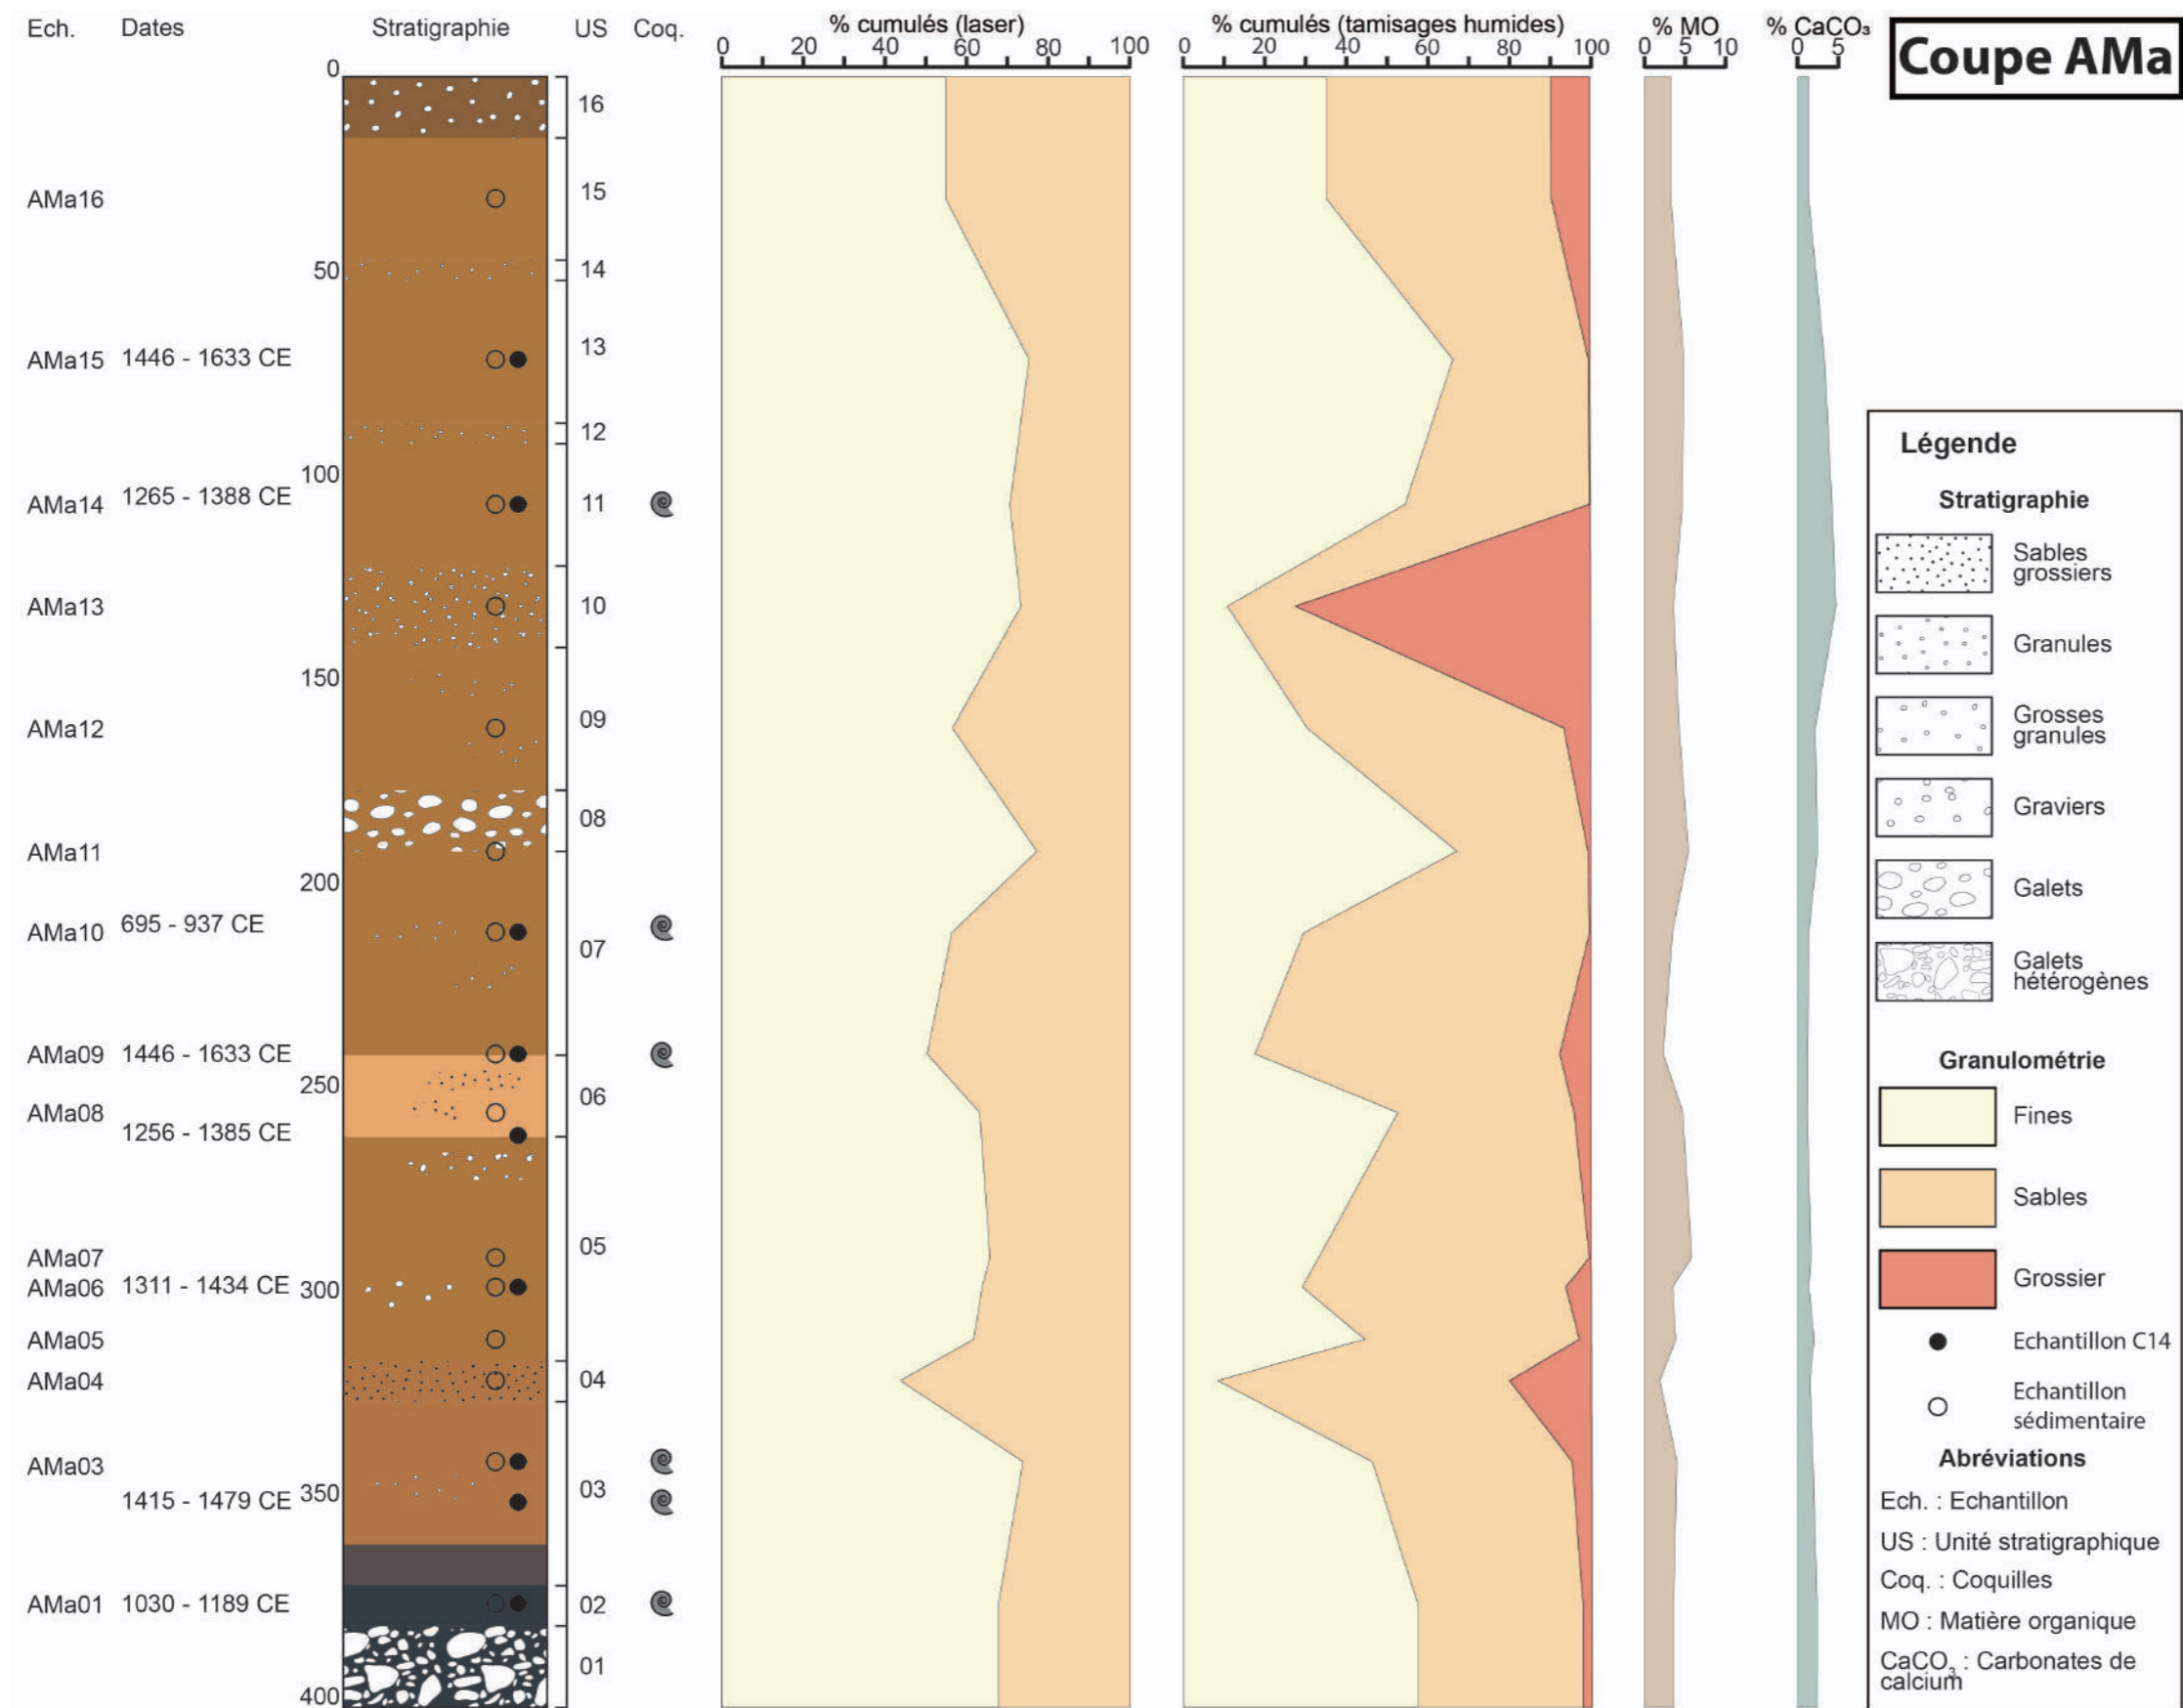 Ech. Dates Stratigraphie US Coq. % cumulés (laser) % cumulés (tamisages humides) % MO % CaCO₃
Coupe AMa
0 20 40 60 80 100 0 20 40 60 80 100 0 5 10 0 5
0
16
AMa16 15
50 14
AMa15 1446 - 1633 CE 13
12
100
AMa14 1265 - 1388 CE 11
AMa13 10
150
AMa12 09
08
AMa11
200
AMa10 695 - 937 CE 07
AMa09 1446 - 1633 CE
250
AMa08 06
1256 - 1385 CE
05
AMa07
AMa06 1311 - 1434 CE 300
AMa05
AMa04 04
AMa03
1415 - 1479 CE 350 03
AMa01 1030 - 1189 CE 02
01
400
Légende
Stratigraphie
Sables
grossiers
Granules
Grosses
granules
Graviers
Galets
Galets
hétérogènes
Granulométrie
Fines
Sables
Grossier
Echantillon C14
Echantillon
sédimentaire
Abréviations
Ech. : Echantillon
US : Unité stratigraphique
Coq. : Coquilles
MO : Matière organique
CaCO₃ : Carbonates de
calcium